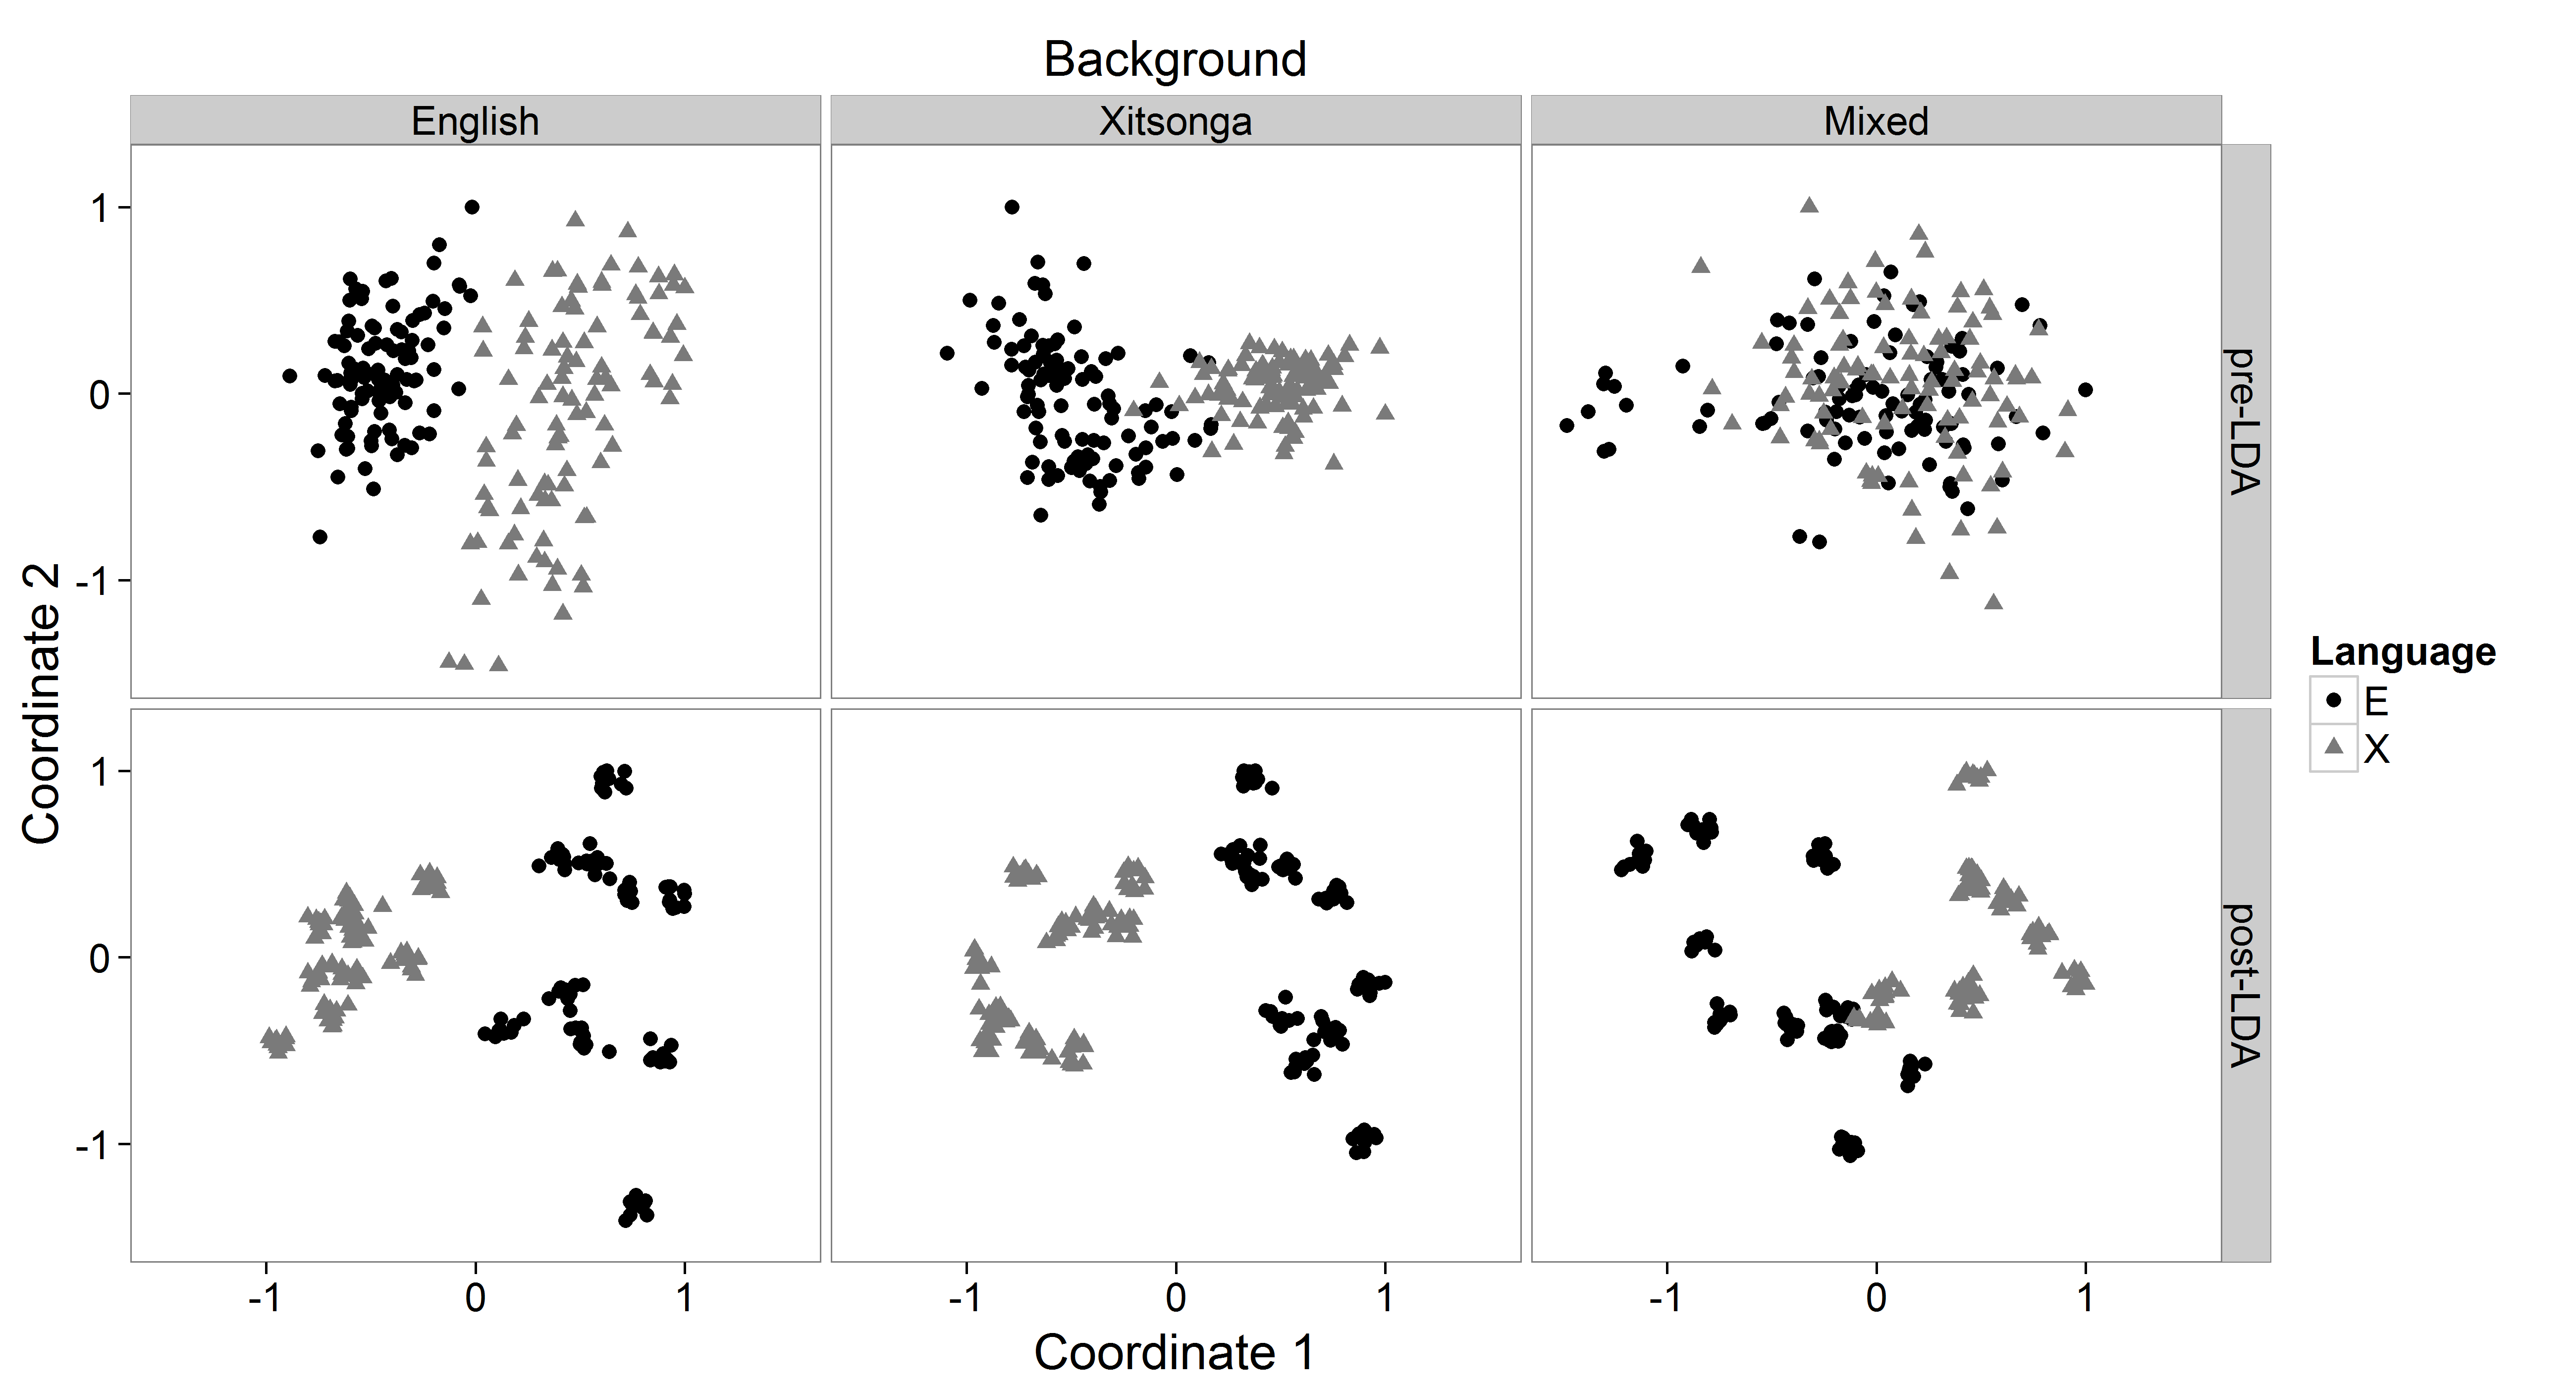 Background
English Xitsonga Mixed
1
0
-1
pre-LDA
1
0
-1
post-LDA
Coordinate 2
-1 0 1 -1 0 1 -1 0 1
Coordinate 1
Language
E
X